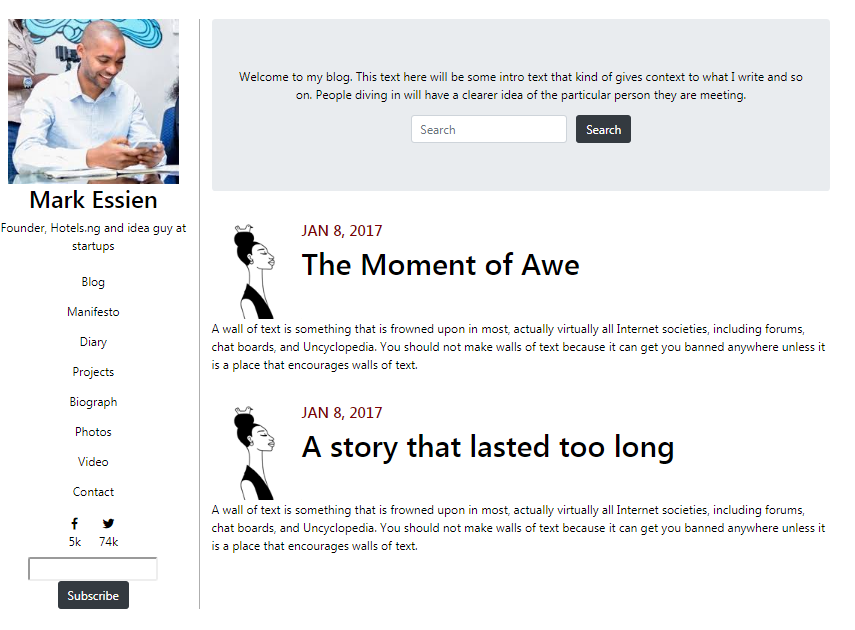 Mark Essien
Founder, Hotels.ng and idea guy at
startups
Blog
Manifesto
Diary
Projects
Biograph
Photos
Video
Contact
5k 74k
Subscribe
Welcome to my blog. This text here will be some intro text that kind of gives context to what I write and so
on. People diving in will have a clearer idea of the particular person they are meeting.
Search Search
JAN 8, 2017
The Moment of Awe
A wall of text is something that is frowned upon in most, actually virtually all Internet societies, including forums,
chat boards, and Uncyclopedia. You should not make walls of text because it can get you banned anywhere unless it
is a place that encourages walls of text.
JAN 8, 2017
A story that lasted too long
A wall of text is something that is frowned upon in most, actually virtually all Internet societies, including forums,
chat boards, and Uncyclopedia. You should not make walls of text because it can get you banned anywhere unless it
is a place that encourages walls of text.